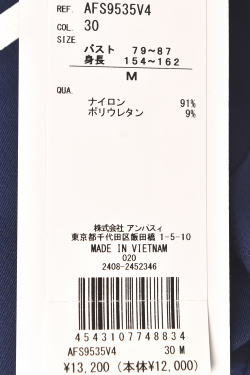 REF. AFS9535V4
COL. 30
SIZE
バスト 79~87
身長 154~162
M
QUA.
ナイロン 91%
ポリウレタン 9%
株式会社 アンパスィ
東京都千代田区飯田橋 1-5-10
MADE IN VIETNAM
020
2408-2452346
4543107748834
AFS9535V4 30 M
¥13,200 (本体¥12,000)